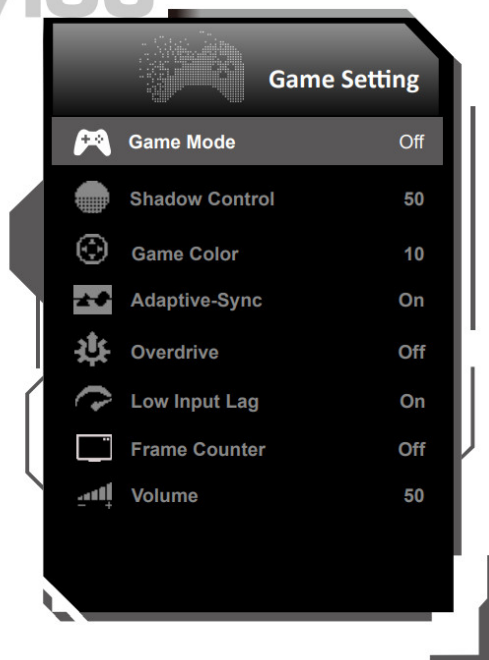 Game Setting
Game Mode Off
Shadow Control 50
Game Color 10
Adaptive-Sync On
Overdrive Off
Low Input Lag On
Frame Counter Off
Volume 50